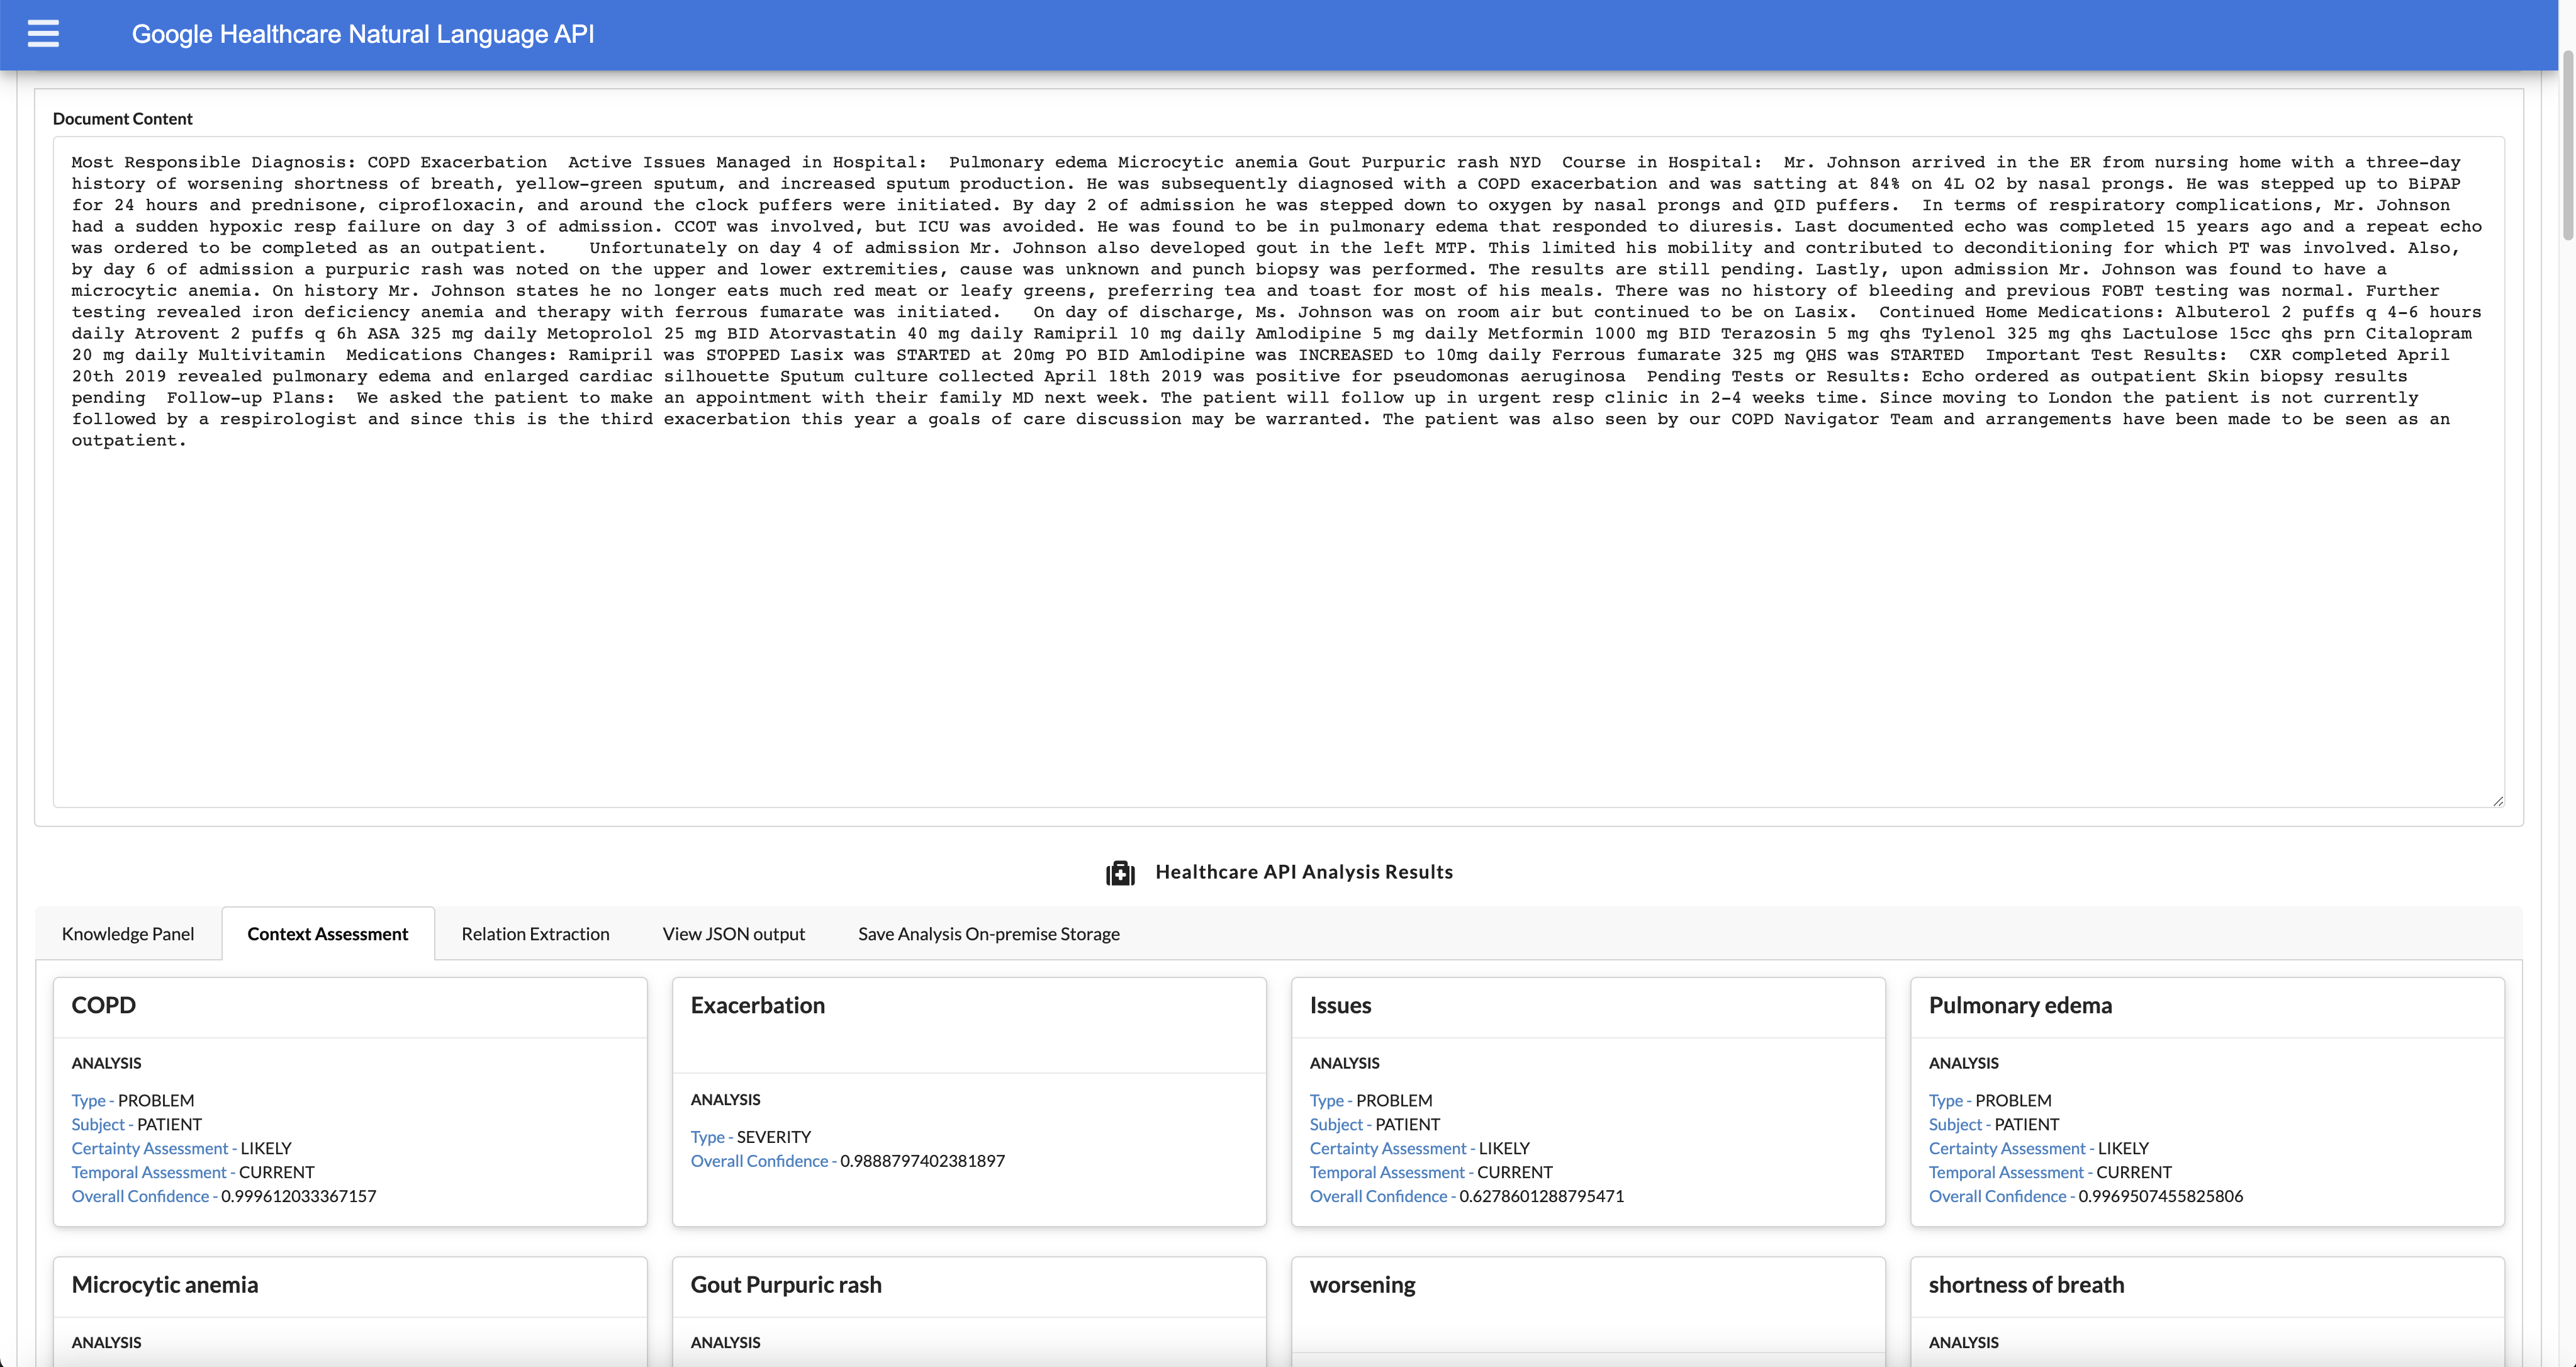 Google Healthcare Natural Language API
Document Content
Most Responsible Diagnosis: COPD Exacerbation  Active Issues Managed in Hospital:  Pulmonary edema Microcytic anemia Gout Purpuric rash NYD  Course in Hospital:  Mr. Johnson arrived in the ER from nursing home with a three-day
history of worsening shortness of breath, yellow-green sputum, and increased sputum production. He was subsequently diagnosed with a COPD exacerbation and was satting at 84% on 4L O2 by nasal prongs. He was stepped up to BiPAP
for 24 hours and prednisone, ciprofloxacin, and around the clock puffers were initiated. By day 2 of admission he was stepped down to oxygen by nasal prongs and QID puffers.  In terms of respiratory complications, Mr. Johnson
had a sudden hypoxic resp failure on day 3 of admission. CCOT was involved, but ICU was avoided. He was found to be in pulmonary edema that responded to diuresis. Last documented echo was completed 15 years ago and a repeat echo
was ordered to be completed as an outpatient.    Unfortunately on day 4 of admission Mr. Johnson also developed gout in the left MTP. This limited his mobility and contributed to deconditioning for which PT was involved. Also,
by day 6 of admission a purpuric rash was noted on the upper and lower extremities, cause was unknown and punch biopsy was performed. The results are still pending. Lastly, upon admission Mr. Johnson was found to have a
microcytic anemia. On history Mr. Johnson states he no longer eats much red meat or leafy greens, preferring tea and toast for most of his meals. There was no history of bleeding and previous FOBT testing was normal. Further
testing revealed iron deficiency anemia and therapy with ferrous fumarate was initiated.   On day of discharge, Ms. Johnson was on room air but continued to be on Lasix.  Continued Home Medications: Albuterol 2 puffs q 4-6 hours
daily Atrovent 2 puffs q 6h ASA 325 mg daily Metoprolol 25 mg BID Atorvastatin 40 mg daily Ramipril 10 mg daily Amlodipine 5 mg daily Metformin 1000 mg BID Terazosin 5 mg qhs Tylenol 325 mg qhs Lactulose 15cc qhs prn Citalopram
20 mg daily Multivitamin  Medications Changes: Ramipril was STOPPED Lasix was STARTED at 20mg PO BID Amlodipine was INCREASED to 10mg daily Ferrous fumarate 325 mg QHS was STARTED  Important Test Results:  CXR completed April
20th 2019 revealed pulmonary edema and enlarged cardiac silhouette Sputum culture collected April 18th 2019 was positive for pseudomonas aeruginosa  Pending Tests or Results: Echo ordered as outpatient Skin biopsy results
pending  Follow-up Plans:  We asked the patient to make an appointment with their family MD next week. The patient will follow up in urgent resp clinic in 2-4 weeks time. Since moving to London the patient is not currently
followed by a respirologist and since this is the third exacerbation this year a goals of care discussion may be warranted. The patient was also seen by our COPD Navigator Team and arrangements have been made to be seen as an
outpatient.
Healthcare API Analysis Results
Knowledge Panel
Context Assessment
Relation Extraction
View JSON output
Save Analysis On-premise Storage
COPD
ANALYSIS
Type - PROBLEM
Subject - PATIENT
Certainty Assessment - LIKELY
Temporal Assessment - CURRENT
Overall Confidence - 0.999612033367157
Exacerbation
ANALYSIS
Type - SEVERITY
Overall Confidence - 0.9888797402381897
Issues
ANALYSIS
Type - PROBLEM
Subject - PATIENT
Certainty Assessment - LIKELY
Temporal Assessment - CURRENT
Overall Confidence - 0.6278601288795471
Pulmonary edema
ANALYSIS
Type - PROBLEM
Subject - PATIENT
Certainty Assessment - LIKELY
Temporal Assessment - CURRENT
Overall Confidence - 0.9969507455825806
Microcytic anemia
ANALYSIS
Gout Purpuric rash
ANALYSIS
worsening
shortness of breath
ANALYSIS